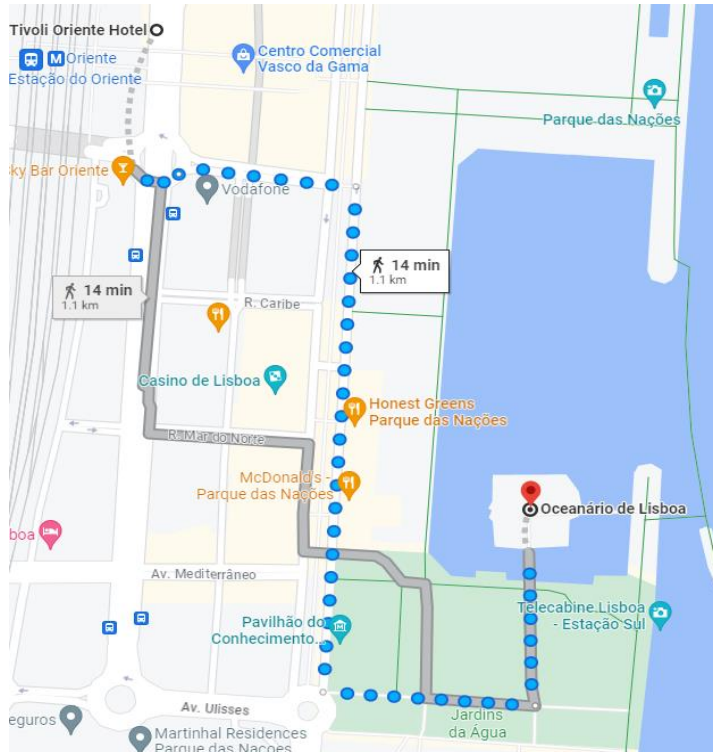 Tivoli Oriente Hotel
M Oriente
Estação do Oriente
Centro Comercial
Vasco da Gama
Parque das Nações
ky Bar Oriente
Vodafone
14 min
1.1 km
14 min
1.1 km
R. Caribe
Casino de Lisboa
Honest Greens
Parque das Nações
R. Mar do Norte
McDonald's -
Parque das Nações
Oceanário de Lisboa
boa
Av. Mediterrâneo
Telecabine Lisboa
- Estação Sul
Pavilhão do
Conhecimento...
Av. Ulisses
Jardins
da Água
eguros
Martinhal Residences
Parque das Nações